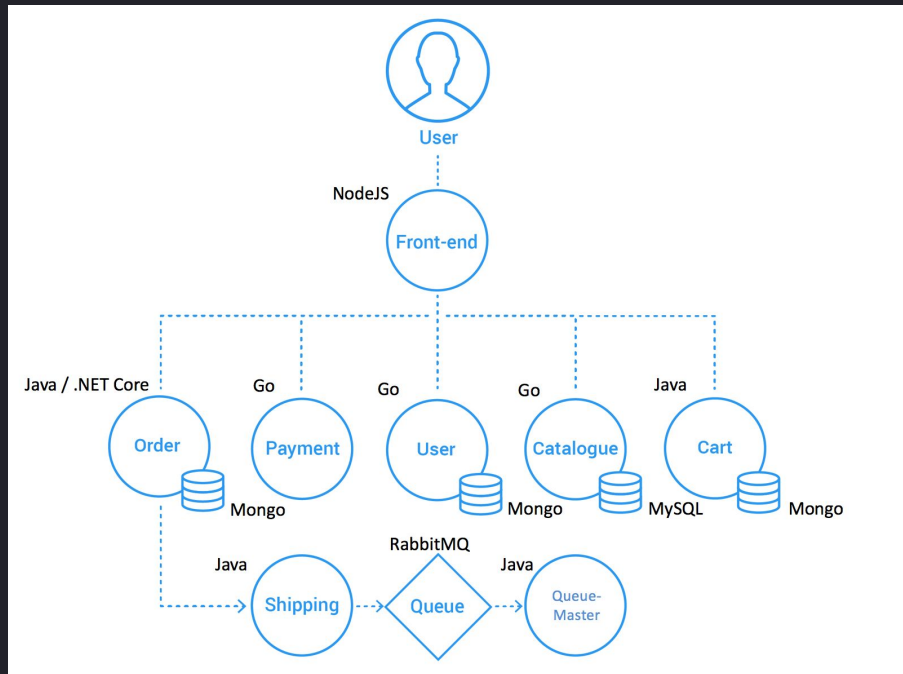 User
NodeJS
Front-end
Java / .NET Core
Go
Go
Go
Java
Order
Payment
User
Catalogue
Cart
Mongo
Mongo
MySQL
Mongo
RabbitMQ
Java
Java
Shipping
Queue
Queue-
Master